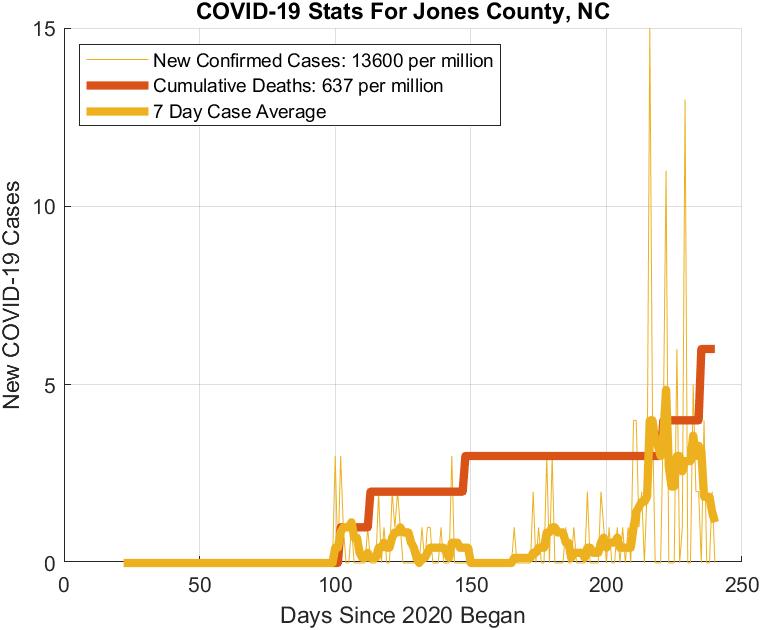 COVID-19 Stats For Jones County, NC
15
New Confirmed Cases: 13600 per million
Cumulative Deaths: 637 per million
7 Day Case Average
10
New COVID-19 Cases
5
0
0 50 100 150 200 250
Days Since 2020 Began